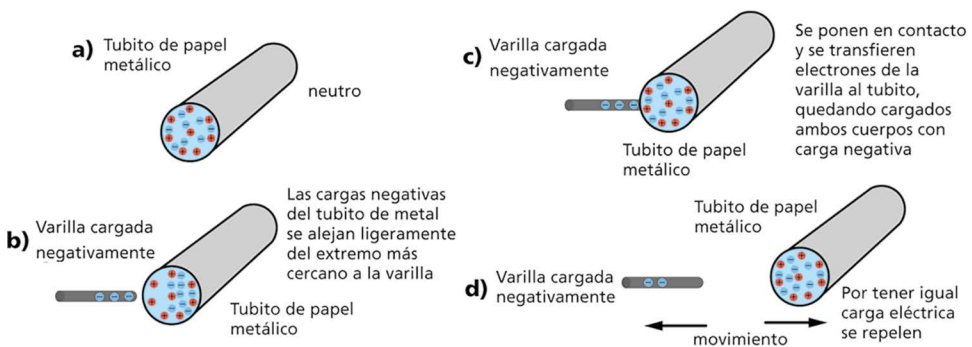 a) Tubito de papel
metálico
neutro
b) Varilla cargada
negativamente
Las cargas negativas
del tubito de metal
se alejan ligeramente
del extremo más
cercano a la varilla
Tubito de papel
metálico
c) Varilla cargada
negativamente
Tubito de papel
metálico
Se ponen en contacto
y se transfieren
electrones de la
varilla al tubito,
quedando cargados
ambos cuerpos con
carga negativa
d) Varilla cargada
negativamente
Tubito de papel
metálico
movimiento
Por tener igual
carga eléctrica
se repelen